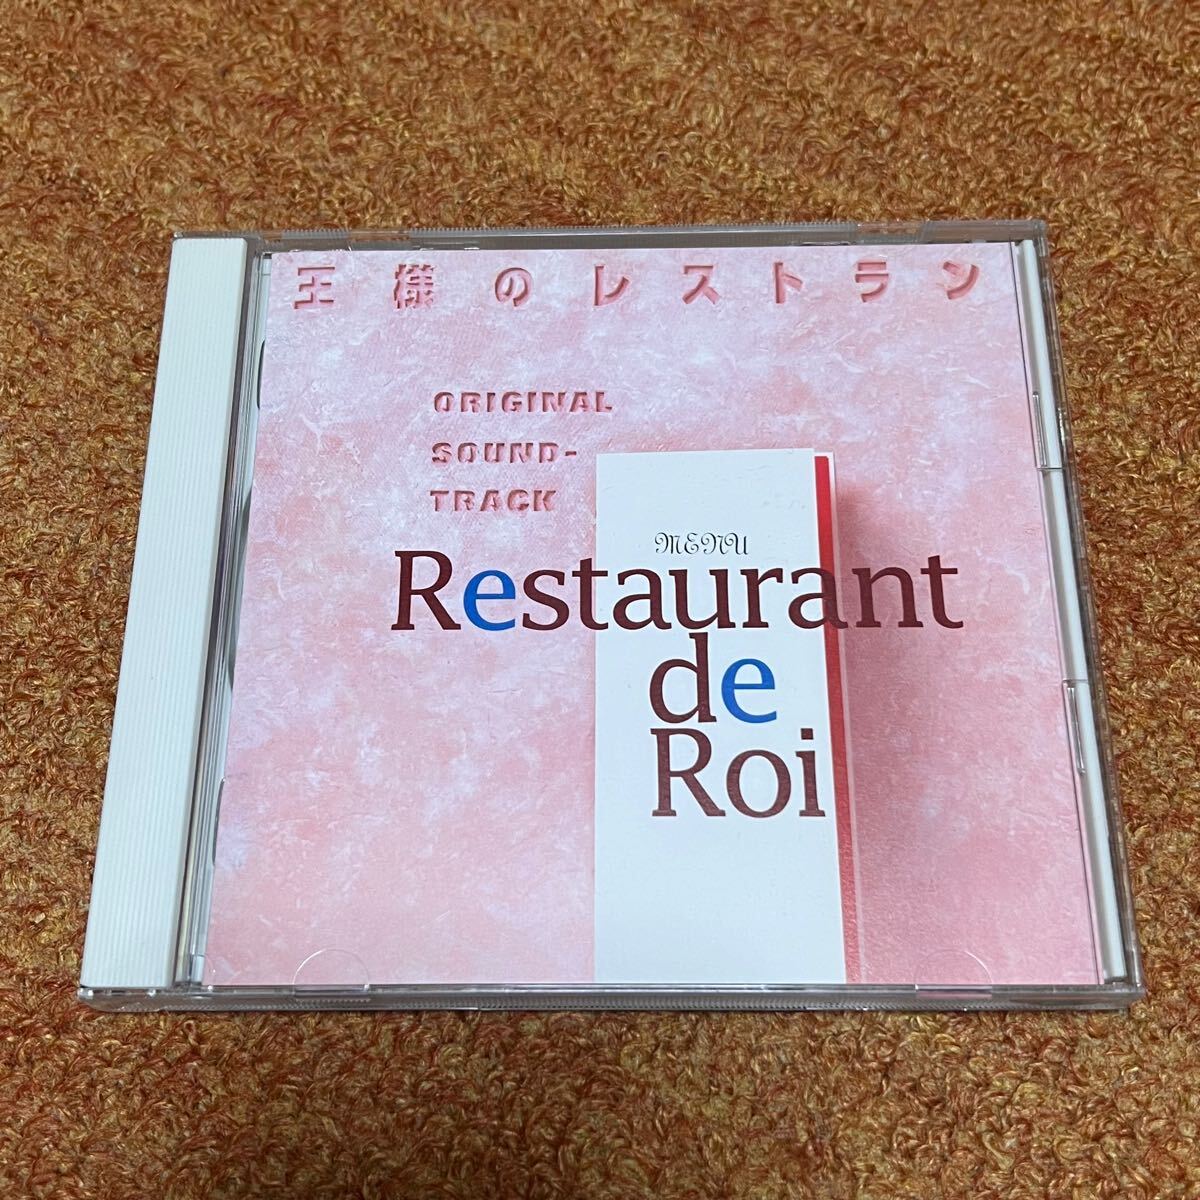 王様のレストラン
ORIGINAL
SOUND-
TRACK
MENU
Restaurant
de
Roi